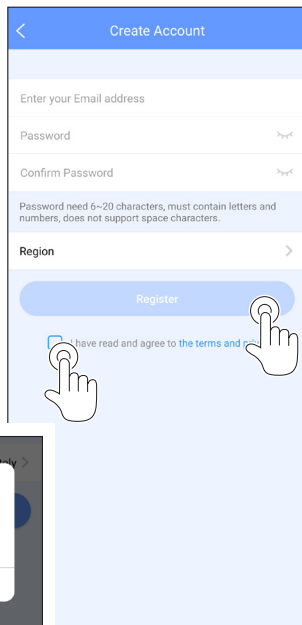 Create Account
Enter your Email address
Password
Confirm Password
Password need 6~20 characters, must contain letters and
numbers, does not support space characters.
Region
Register
I have read and agree to the terms and